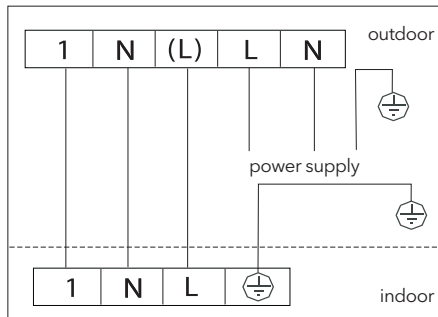 outdoor
1 N (L) L N
power supply
1 N L
indoor